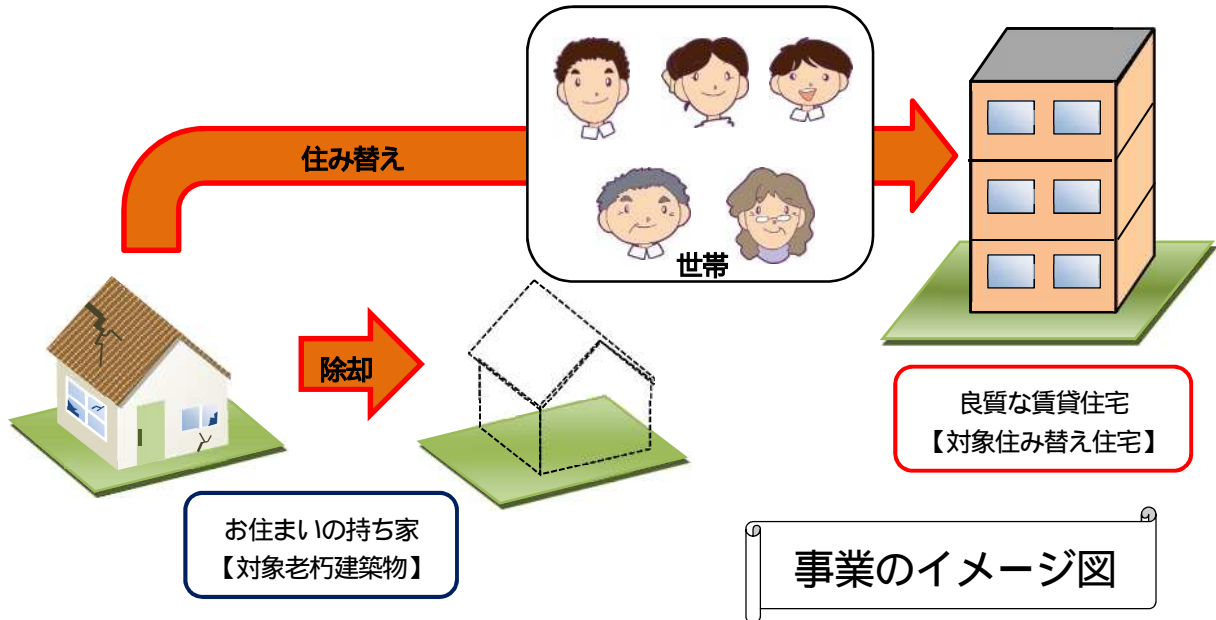 住み替え
世帯
除却
良質な賃貸住宅
【対象住み替え住宅】
お住まいの持ち家
【対象老朽建築物】
事業のイメージ図